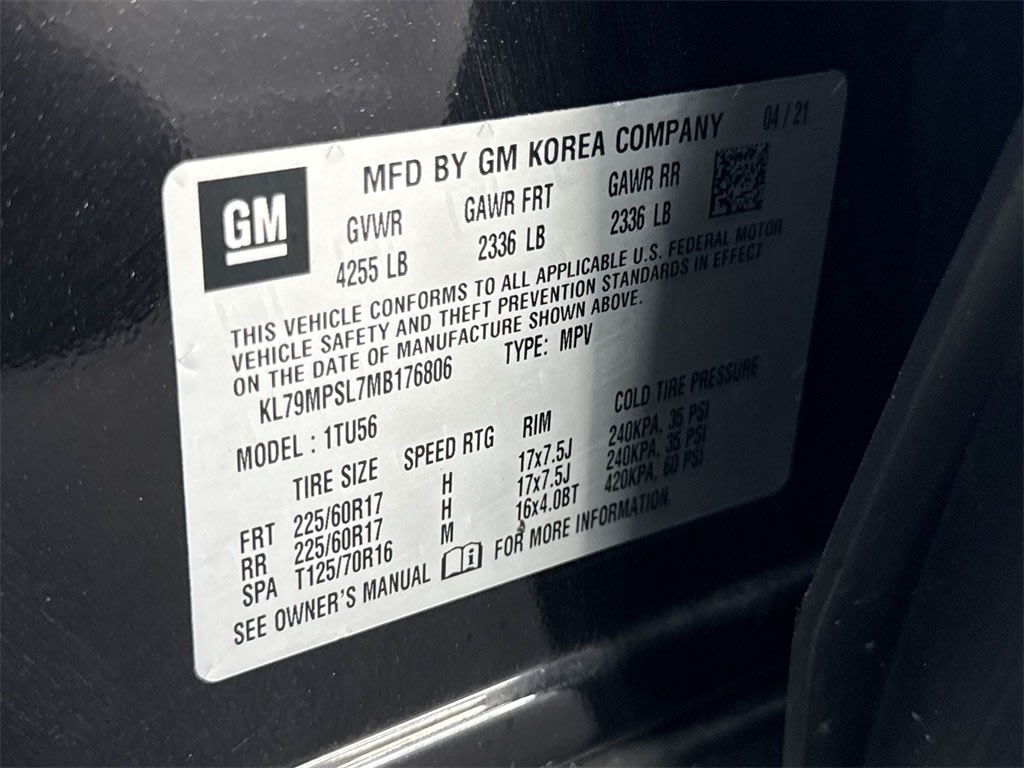 GM
MFD BY GM KOREA COMPANY 04/21
GVWR GAWR FRT GAWR RR
4255 LB 2336 LB 2336 LB
THIS VEHICLE CONFORMS TO ALL APPLICABLE U.S. FEDERAL MOTOR
VEHICLE SAFETY AND THEFT PREVENTION STANDARDS IN EFFECT
ON THE DATE OF MANUFACTURE SHOWN ABOVE.
KL79MPSL7MB176806 TYPE: MPV
MODEL : 1TU56
TIRE SIZE SPEED RTG RIM COLD TIRE PRESSURE
FRT 225/60R17 H 17x7.5J 240KPA, 35 PSI
RR 225/60R17 H 17x7.5J 240KPA, 35 PSI
SPA T125/70R16 M 16x4.0BT 420KPA, 60 PSI
SEE OWNER'S MANUAL i FOR MORE INFORMATION